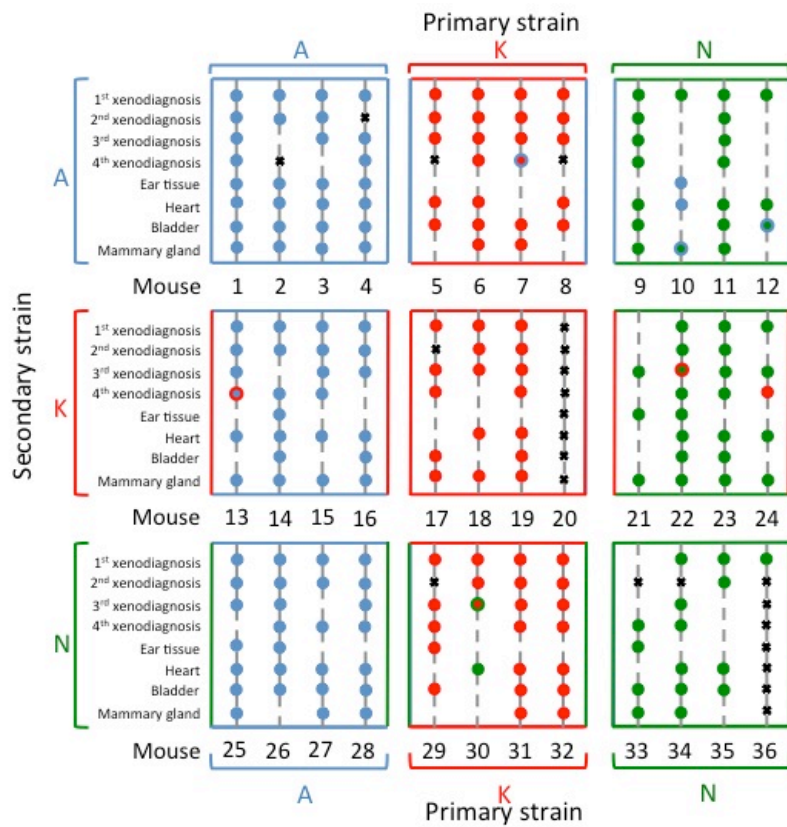 Primary strain
A K N
1st xenodiagnosis
2nd xenodiagnosis
3rd xenodiagnosis
4th xenodiagnosis
Ear tissue
Heart
Bladder
Mammary gland
A
Mouse 1 2 3 4 5 6 7 8 9 10 11 12
1st xenodiagnosis
2nd xenodiagnosis
3rd xenodiagnosis
4th xenodiagnosis
Ear tissue
Heart
Bladder
Mammary gland
K
Secondary strain
Mouse 13 14 15 16 17 18 19 20 21 22 23 24
1st xenodiagnosis
2nd xenodiagnosis
3rd xenodiagnosis
4th xenodiagnosis
Ear tissue
Heart
Bladder
Mammary gland
N
Mouse 25 26 27 28 29 30 31 32 33 34 35 36
A K N
Primary strain